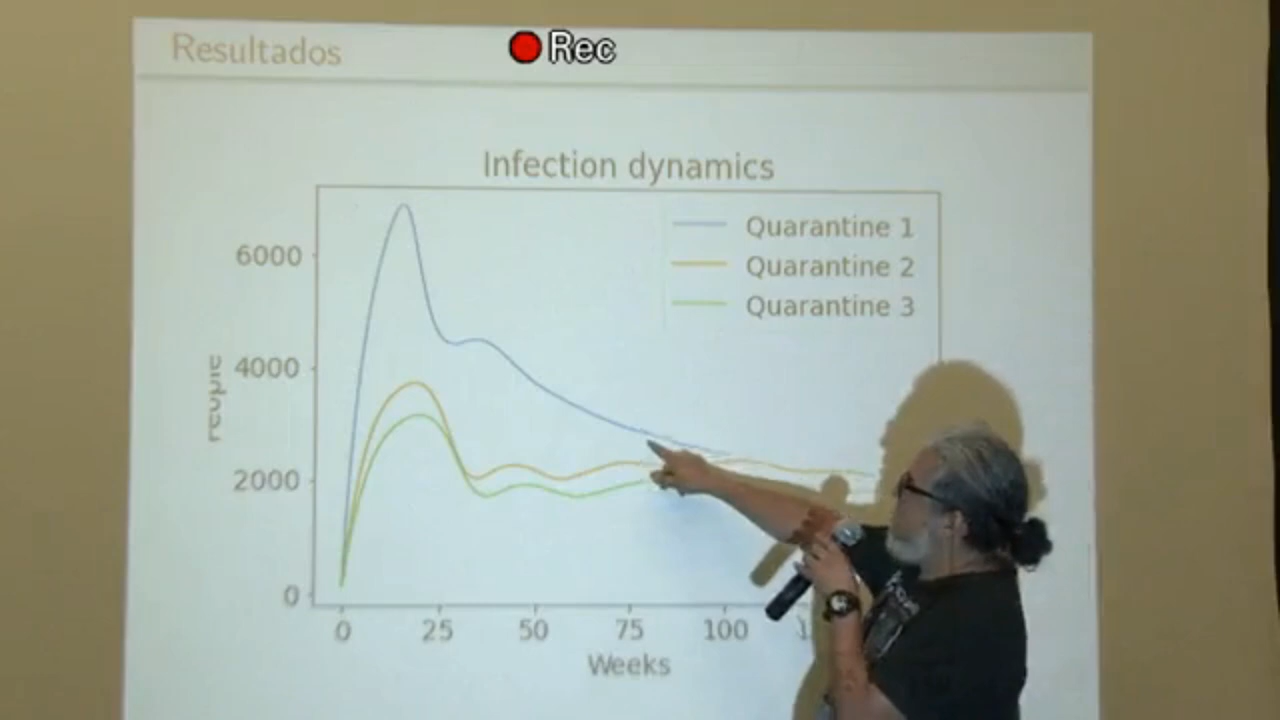 Resultados
Rec
Infection dynamics
Quarantine 1
Quarantine 2
Quarantine 3
6000
4000
2000
0
0 25 50 75 100
Weeks